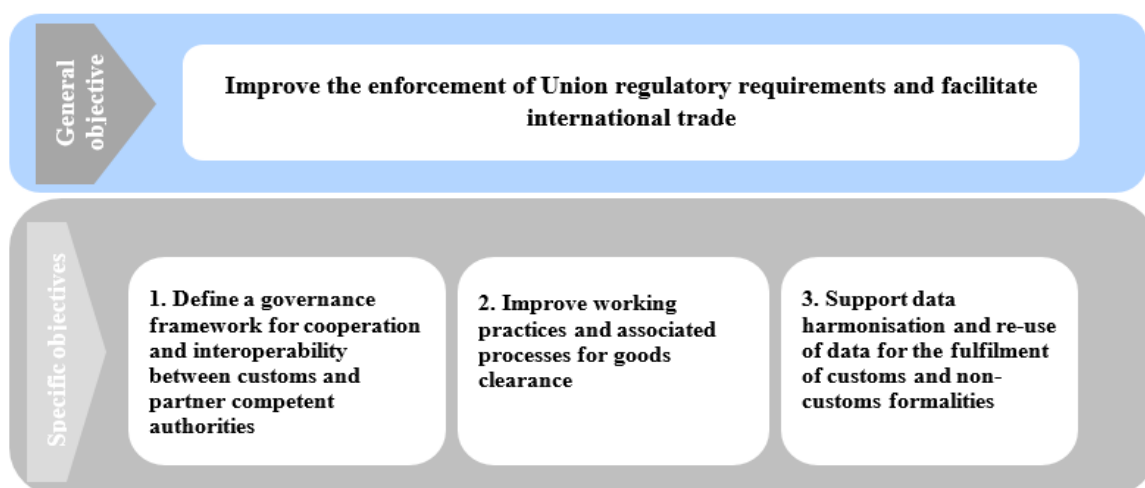 General
objective
Improve the enforcement of Union regulatory requirements and facilitate
international trade
Specific objectives
1. Define a governance
framework for cooperation
and interoperability
between customs and
partner competent
authorities
2. Improve working
practices and associated
processes for goods
clearance
3. Support data
harmonisation and re-use
of data for the fulfilment
of customs and non-
customs formalities